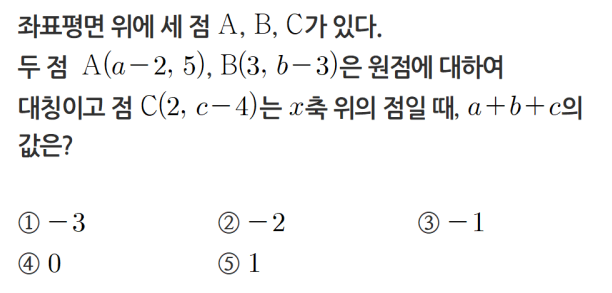 좌표평면 위에 세 점 A, B, C가 있다.
두 점 A(a−2, 5), B(3, b−3)은 원점에 대하여
대칭이고 점 C(2, c−4)는 x축 위의 점일 때, a+b+c의
값은?
① −3 ② −2 ③ −1
④ 0 ⑤ 1